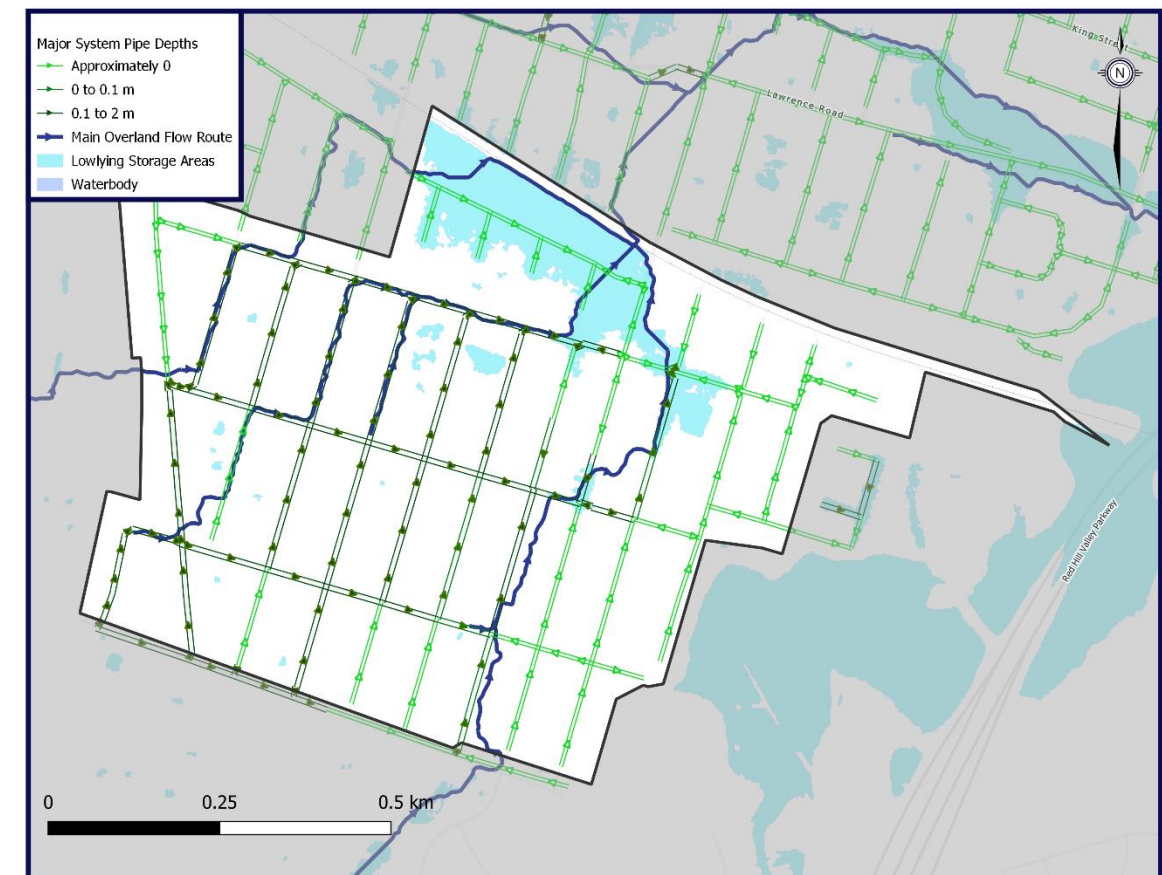 Major System Pipe Depths
Approximately 0
0 to 0.1 m
0.1 to 2 m
Main Overland Flow Route
Lowlying Storage Areas
Waterbody
King Street
N
Lawrence Road
Red Hill Valley Parkway
0 0.25 0.5 km